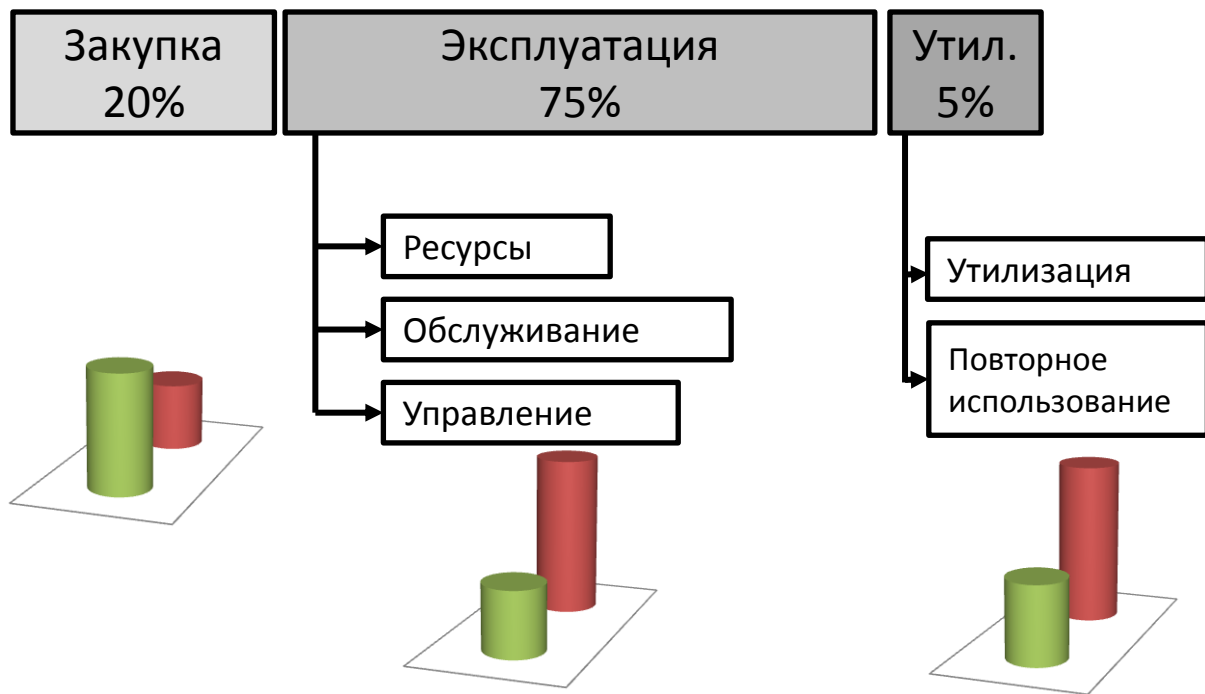 Закупка
20%
Эксплуатация
75%
Утил.
5%
Ресурсы
Обслуживание
Управление
Утилизация
Повторное
использование